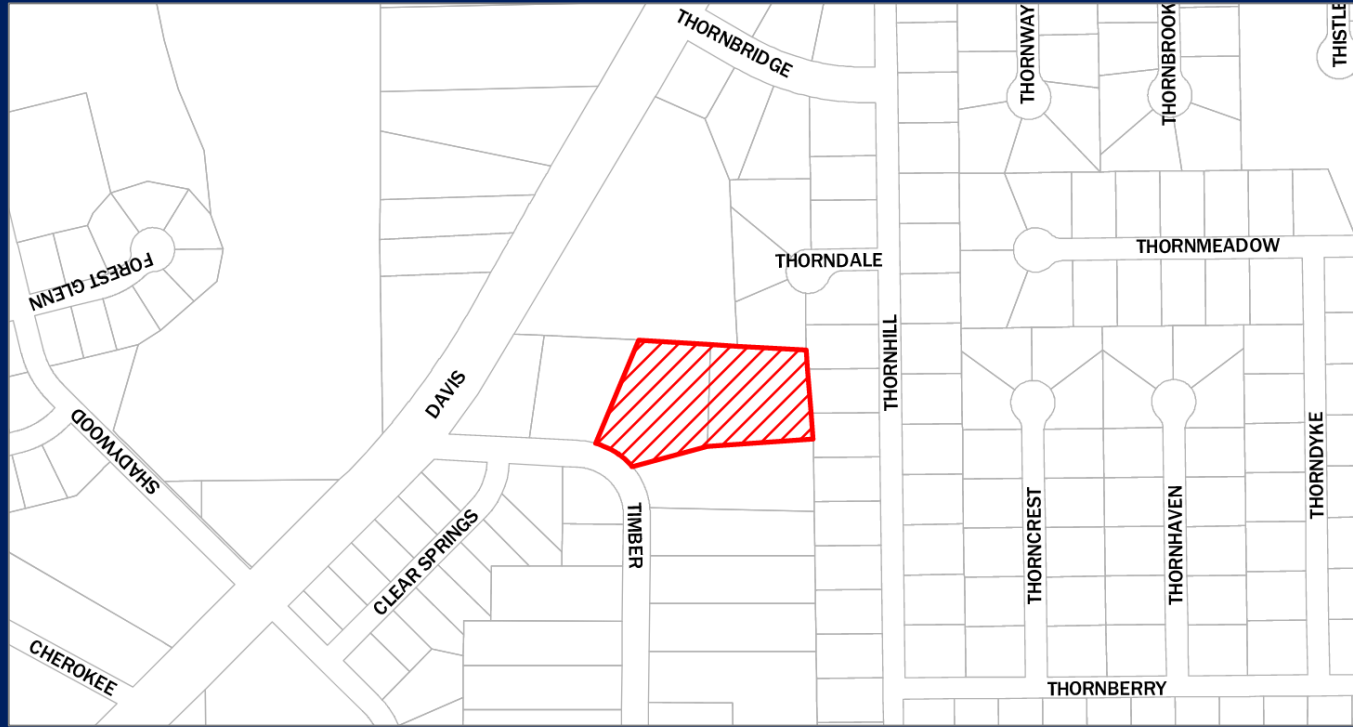 THORNBRIDGE
THORNWAY
THORNBROOK
THISTLE
FOREST GLENN
THORNDALE
THORNMEADOW
THORNHILL
DAVIS
SHADYWOOD
THORNDYKE
CLEAR SPRINGS
TIMBER
THORNCREST
THORNHAVEN
CHEROKEE
THORNBERRY